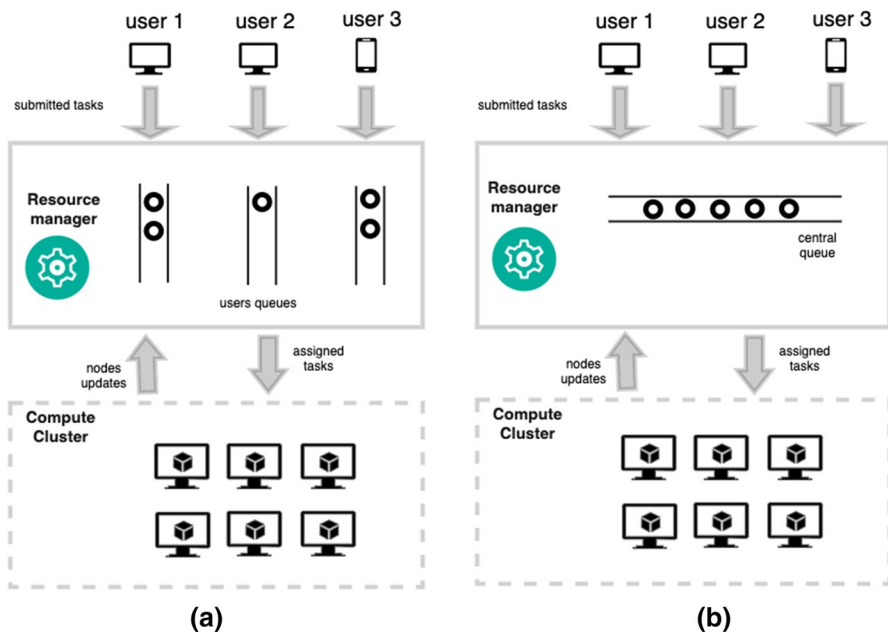 user 1
user 2
user 3
submitted tasks
Resource
manager
users queues
nodes
updates
assigned
tasks
Compute
Cluster
(a)
user 1
user 2
user 3
submitted tasks
Resource
manager
central
queue
nodes
updates
assigned
tasks
Compute
Cluster
(b)